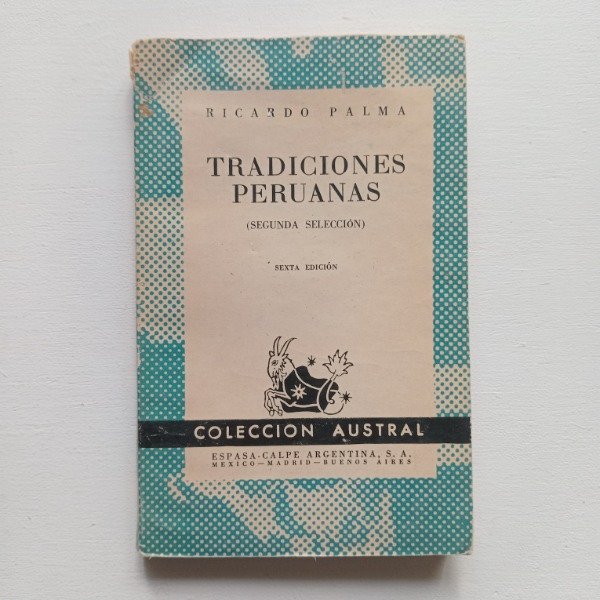 RICARDO PALMA
TRADICIONES
PERUANAS
(SEGUNDA SELECCIÓN)
SEXTA EDICIÓN
COLECCION AUSTRAL
ESPASA-CALPE ARGENTINA, S. A.
MEXICO—MADRID—BUENOS AIRES